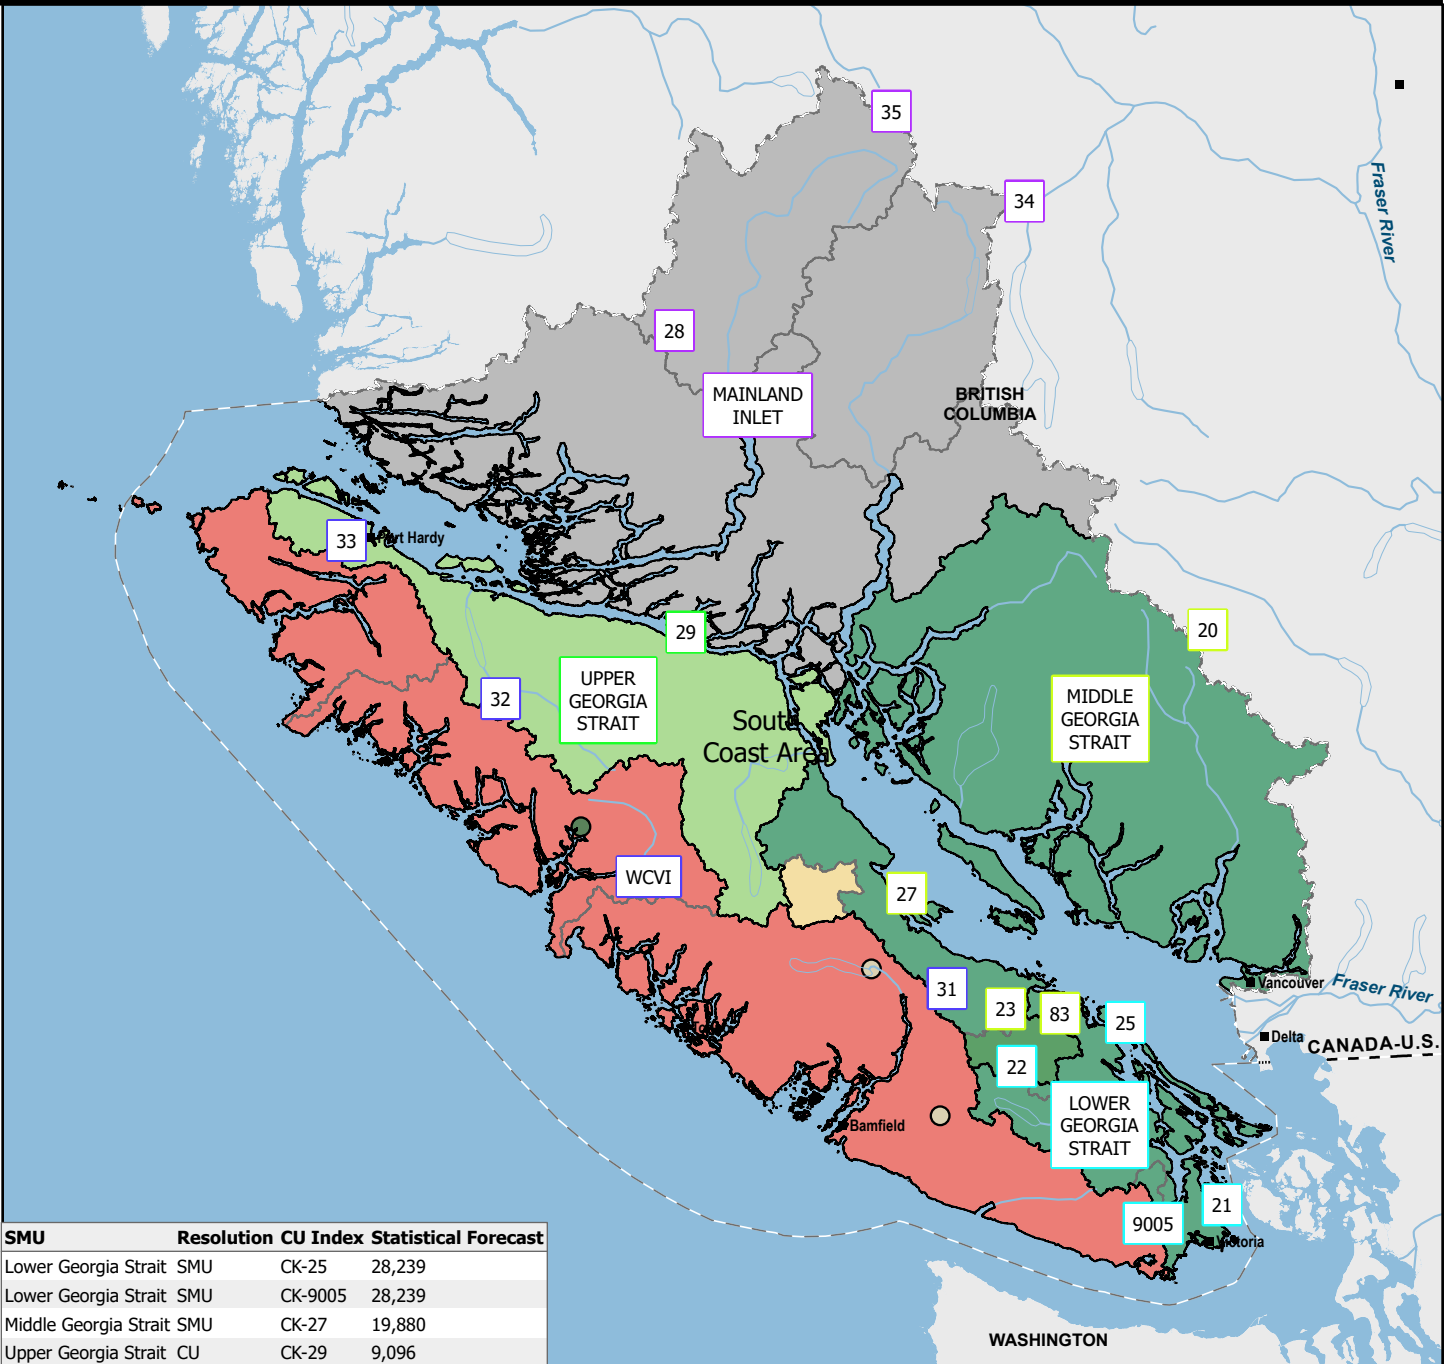 35
34
Fraser River
28
MAINLAND
INLET
BRITISH
COLUMBIA
33
Port Hardy
29
20
32
UPPER
GEORGIA
STRAIT
MIDDLE
GEORGIA
STRAIT
South
Coast Area
WCVI
27
31
23
83
25
Vancouver
Fraser River
Delta
CANADA-U.S.
22
LOWER
GEORGIA
STRAIT
Bamfield
21
9005
Victoria
WASHINGTON
SMU Resolution CU Index Statistical Forecast
Lower Georgia Strait SMU CK-25 28,239
Lower Georgia Strait SMU CK-9005 28,239
Middle Georgia Strait SMU CK-27 19,880
Upper Georgia Strait CU CK-29 9,096